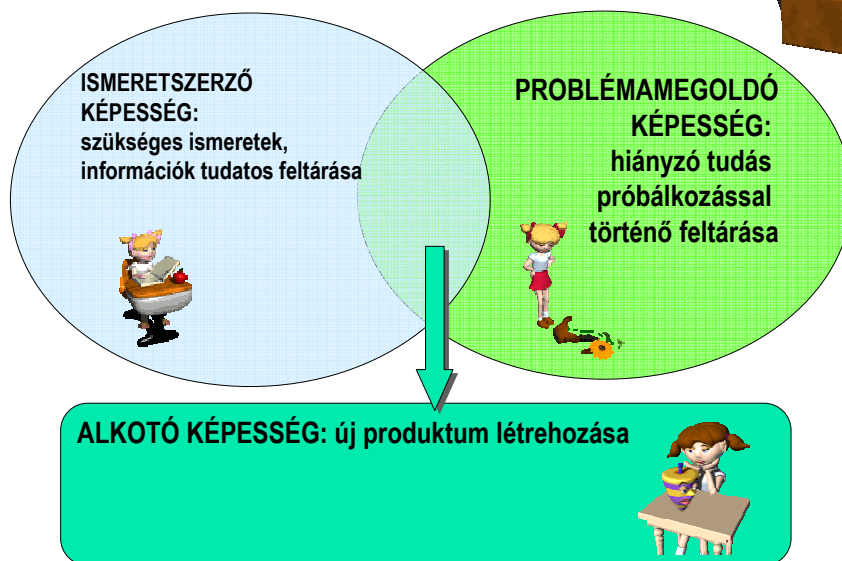 ISMERETSZERZŐ
KÉPESSÉG:
szükséges ismeretek,
információk tudatos feltárása
PROBLÉMAMEGOLDÓ
KÉPESSÉG:
hiányzó tudás
próbálkozással
történő feltárása
ALKOTÓ KÉPESSÉG: új produktum létrehozása